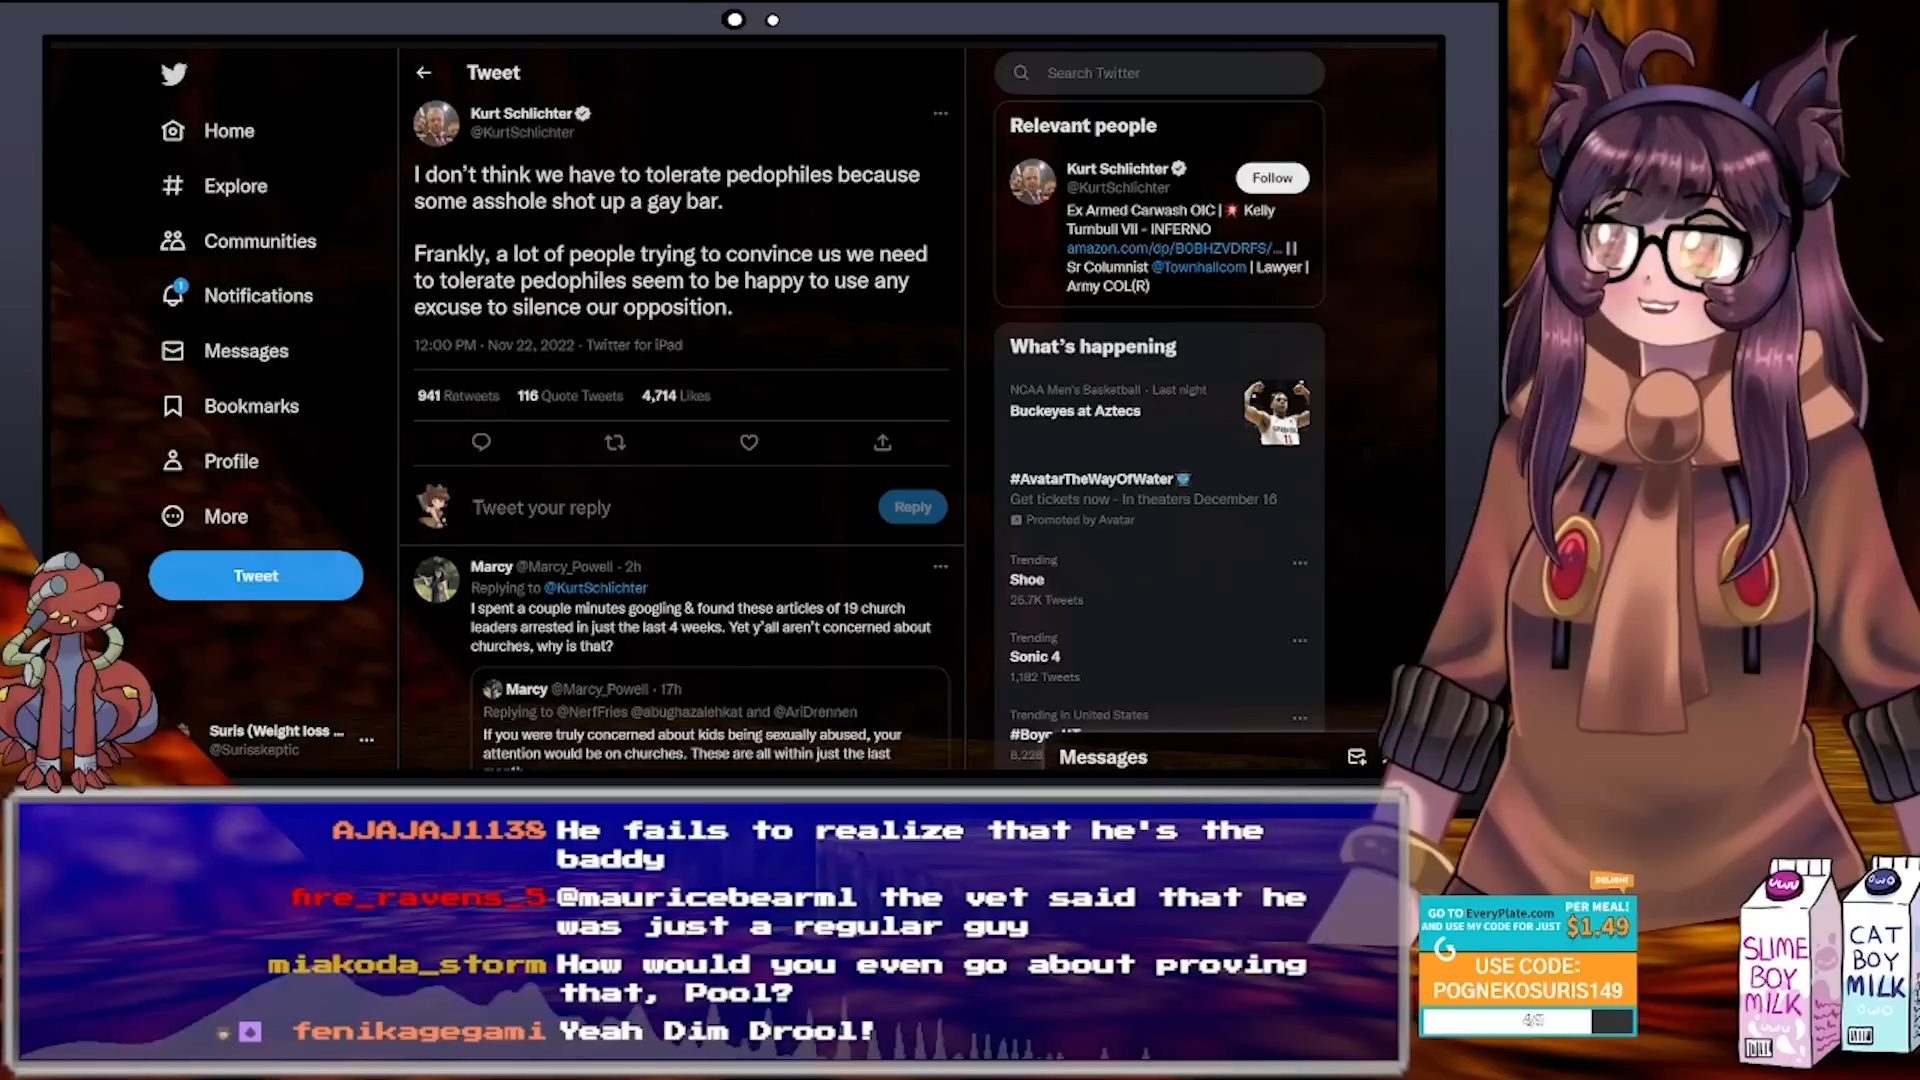 Home
Explore
Communities
1
Notifications
Messages
Bookmarks
Profile
More
Tweet
Suris (Weight loss ...
@Surisskeptic
Tweet
Kurt Schlichter
@KurtSchlichter
I don't think we have to tolerate pedophiles because
some asshole shot up a gay bar.
Frankly, a lot of people trying to convince us we need
to tolerate pedophiles seem to be happy to use any
excuse to silence our opposition.
12:00 PM · Nov 22, 2022 · Twitter for iPad
941 Retweets 116 Quote Tweets 4,714 Likes
Tweet your reply
Reply
Marcy @Marcy_Powell · 2h
Replying to @KurtSchlichter
I spent a couple minutes googling & found these articles of 19 church
leaders arrested in just the last 4 weeks. Yet y'all aren't concerned about
churches, why is that?
Marcy @Marcy_Powell · 17h
Replying to @NerfFries @abughazalehkat and @AriDrennen
If you were truly concerned about kids being sexually abused, your
attention would be on churches. These are all within just the last
Search Twitter
Relevant people
Kurt Schlichter
@KurtSchlichter
Follow
Ex Armed Carwash OIC | Kelly
Turnbull VII - INFERNO
amazon.com/dp/B0BHZVDRFS/... ||
Sr Columnist @Townhallcom | Lawyer |
Army COL(R)
What's happening
NCAA Men's Basketball · Last night
Buckeyes at Aztecs
11
#AvatarTheWayOfWater
Get tickets now - In theaters December 16
Promoted by Avatar
Trending
Shoe
25.7K Tweets
Trending
Sonic 4
1,182 Tweets
Trending in United States
Messages
AJAJAJ1138 He fails to realize that he's the
baddy
fire_ravens_5 @mauricebearml the vet said that he
was just a regular guy
miakoda_storm How would you even go about proving
that, Pool?
fenikagegami Yeah Dim Drool!
DELISH!
GO TO EveryPlate.com
AND USE MY CODE FOR JUST
PER MEAL!
$1.49
USE CODE:
POGNEKOSURIS149
4/5
UWU
SLIME
BOY
MILK
UWU
OWO
CAT
BOY
MILK